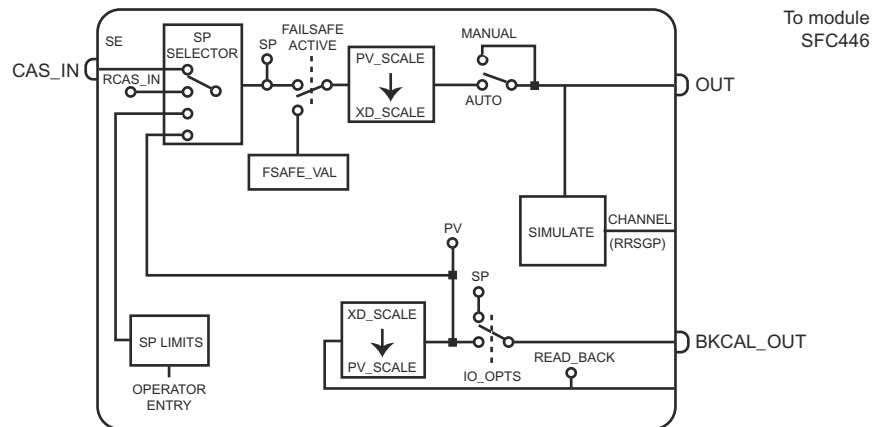 To module
SFC446
SE
SP
SELECTOR
SP
FAILSAFE
ACTIVE
MANUAL
PV_SCALE
CAS_IN
RCAS_IN
OUT
AUTO
XD_SCALE
FSAFE_VAL
SIMULATE
CHANNEL
(RRSGP)
PV
SP
XD_SCALE
SP LIMITS
BKCAL_OUT
READ_BACK
PV_SCALE
IO_OPTS
OPERATOR
ENTRY